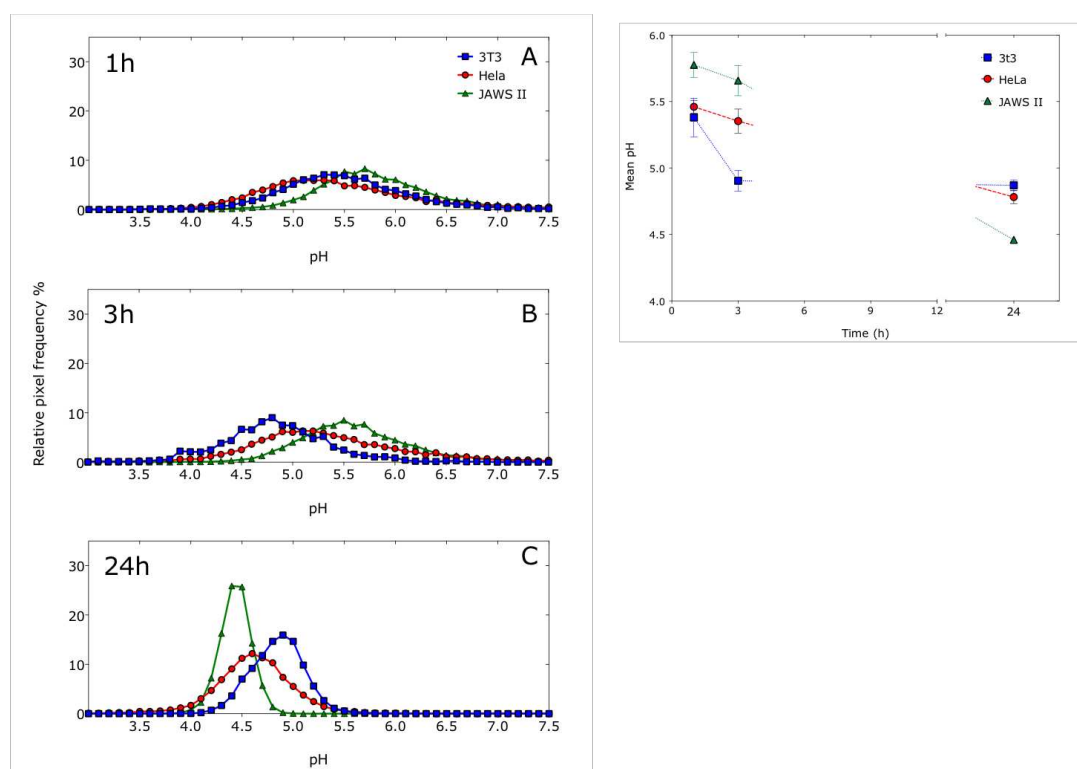 1h
A
3T3
Hela
JAWS II
30
20
10
0
3.5 4.0 4.5 5.0 5.5 6.0 6.5 7.0 7.5
pH
3h
B
Relative pixel frequency %
30
20
10
0
3.5 4.0 4.5 5.0 5.5 6.0 6.5 7.0 7.5
pH
24h
C
30
20
10
0
3.5 4.0 4.5 5.0 5.5 6.0 6.5 7.0 7.5
pH
6.0
5.5
5.0
4.5
4.0
Mean pH
3t3
HeLa
JAWS II
0 3 6 9 12 24
Time (h)